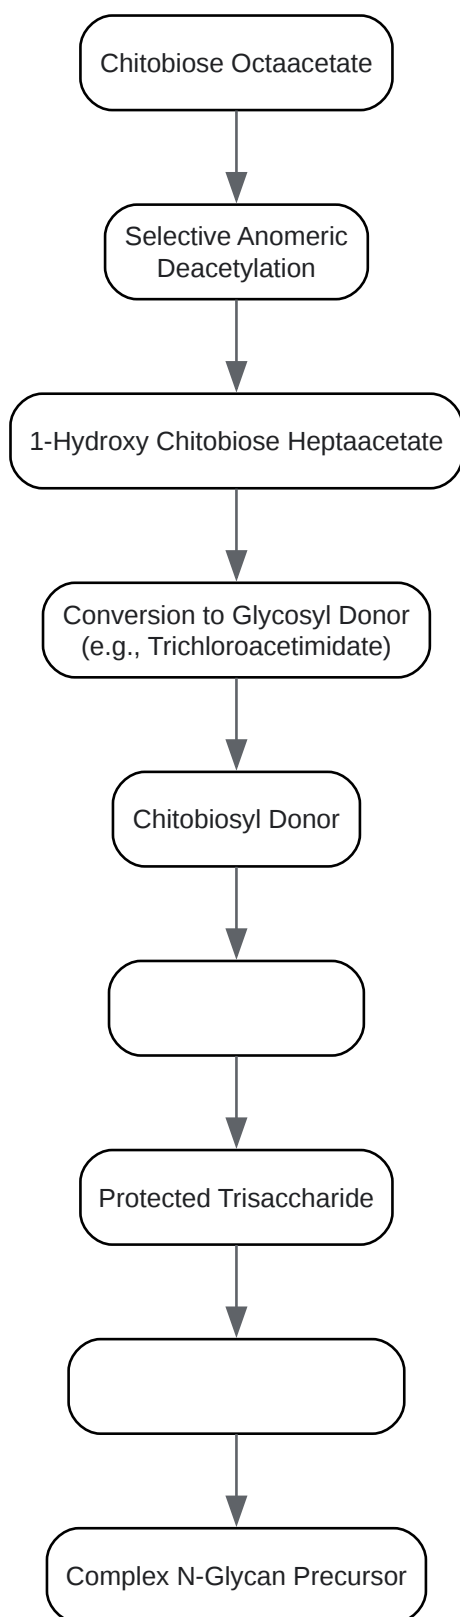 Chitobiose Octaacetate
Selective Anomeric
Deacetylation
1-Hydroxy Chitobiose Heptaacetate
Conversion to Glycosyl Donor
(e.g., Trichloroacetimidate)
Chitobiosyl Donor
Protected Trisaccharide
Complex N-Glycan Precursor